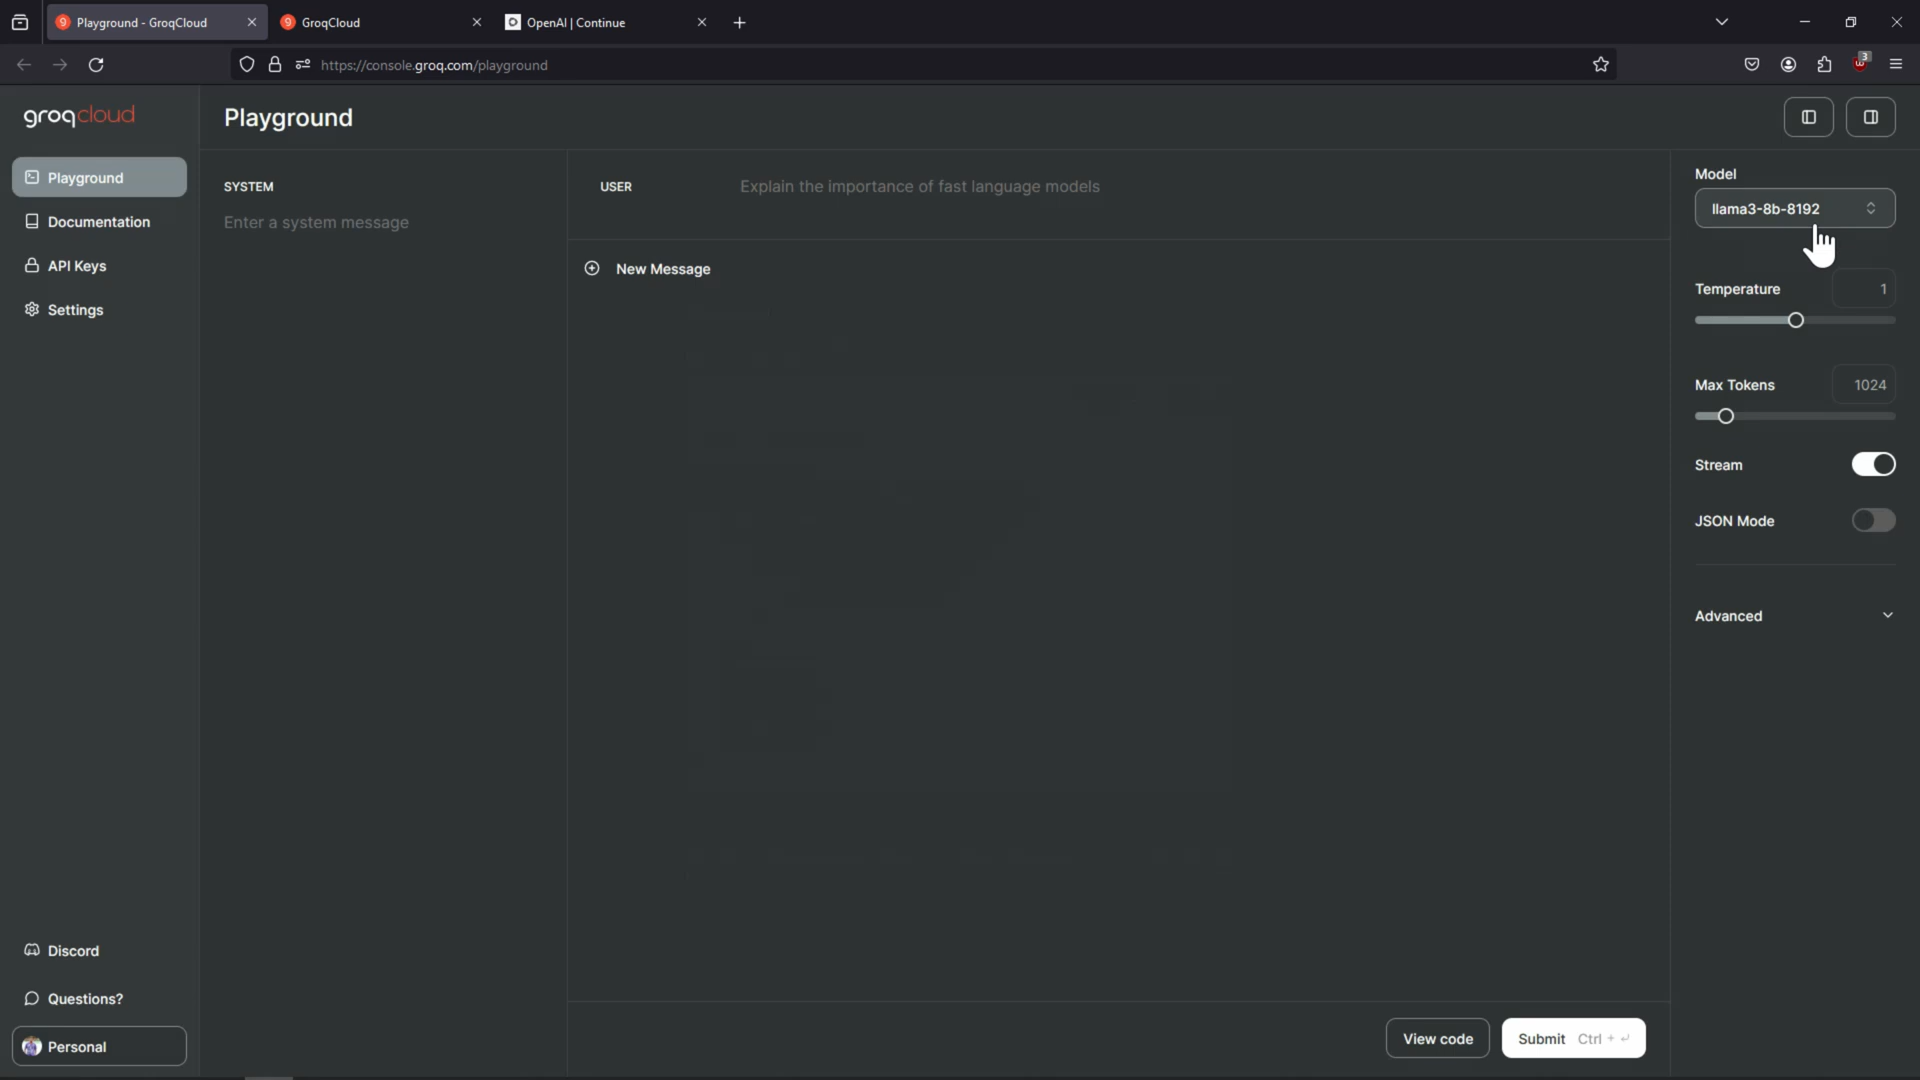 Playground - GroqCloud
GroqCloud
OpenAI | Continue
https://console.groq.com/playground
3
groqcloud
Playground
Playground
Documentation
API Keys
Settings
SYSTEM
Enter a system message
USER
Explain the importance of fast language models
New Message
Model
llama3-8b-8192
Temperature
1
Max Tokens
1024
Stream
JSON Mode
Advanced
Discord
Questions?
Personal
View code
Submit Ctrl + ⏎